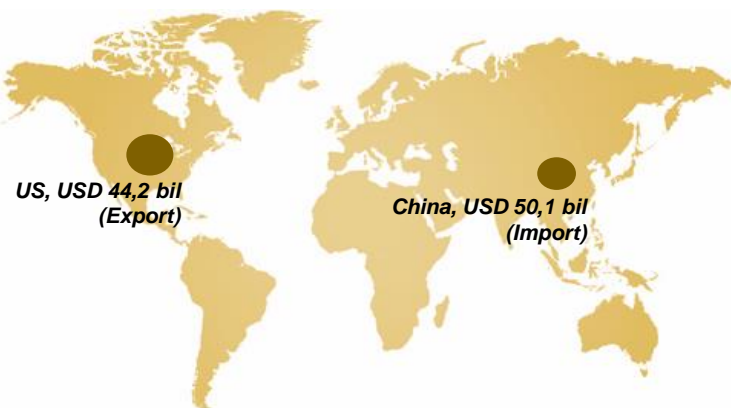 US, USD 44,2 bil
(Export)
China, USD 50,1 bil
(Import)